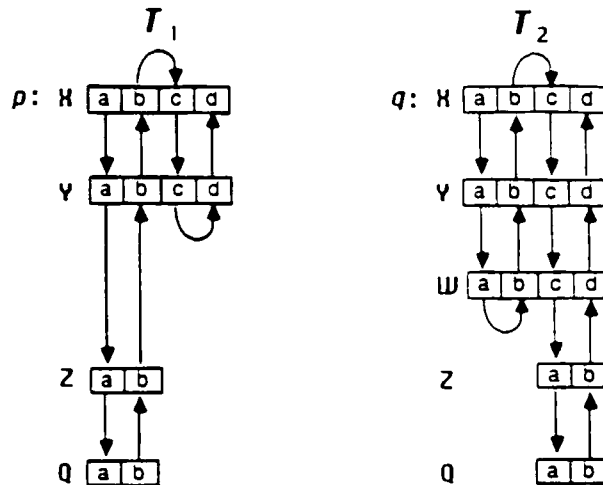 T1 T2
p: X a b c d q: X a b c d
Y a b c d Y a b c d
W a b c d
Z a b Z a b
Q a b Q a b